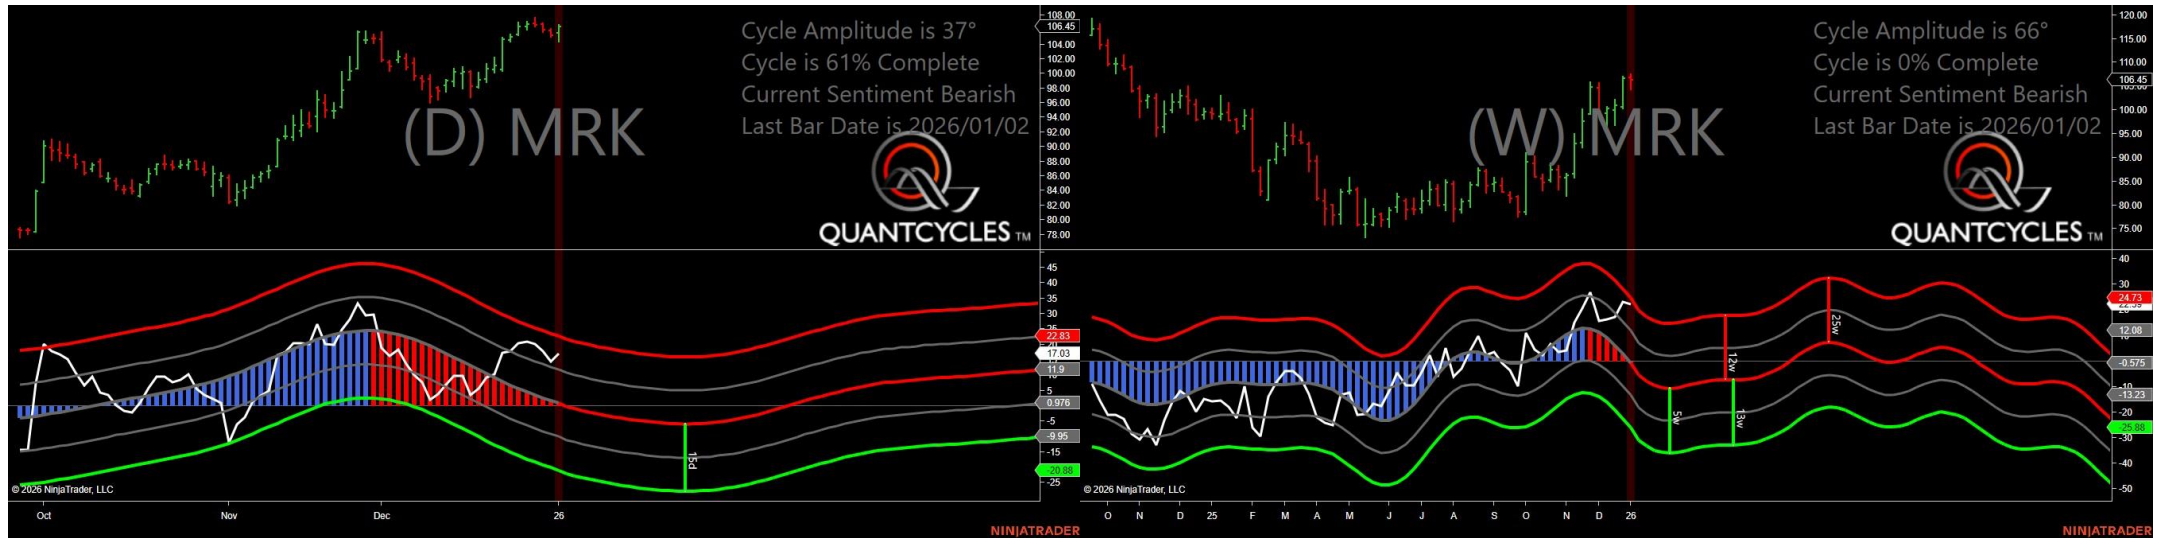 Cycle Amplitude is 37°
Cycle is 61% Complete
Current Sentiment Bearish
Last Bar Date is 2026/01/02
(D) MRK
QUANTCYCLES TM
108.00
106.45
104.00
102.00
100.00
98.00
96.00
94.00
92.00
90.00
88.00
86.00
84.00
82.00
80.00
78.00
45
40
35
30
25
22.83
17.03
11.9
5
0.976
-5
-9.95
-15
-20.88
-25
15d
© 2026 NinjaTrader, LLC
Oct
Nov
Dec
26
NINJATRADER
Cycle Amplitude is 66°
Cycle is 0% Complete
Current Sentiment Bearish
Last Bar Date is 2026/01/02
(W) MRK
QUANTCYCLES TM
120.00
115.00
110.00
106.45
105.00
100.00
95.00
90.00
85.00
80.00
75.00
40
30
24.73
12.08
-0.575
-10
-13.23
-20
-25.88
-30
-40
-50
5w
12w
13w
25w
© 2026 NinjaTrader, LLC
O N D 25 F M A M J J A S O N D 26
NINJATRADER